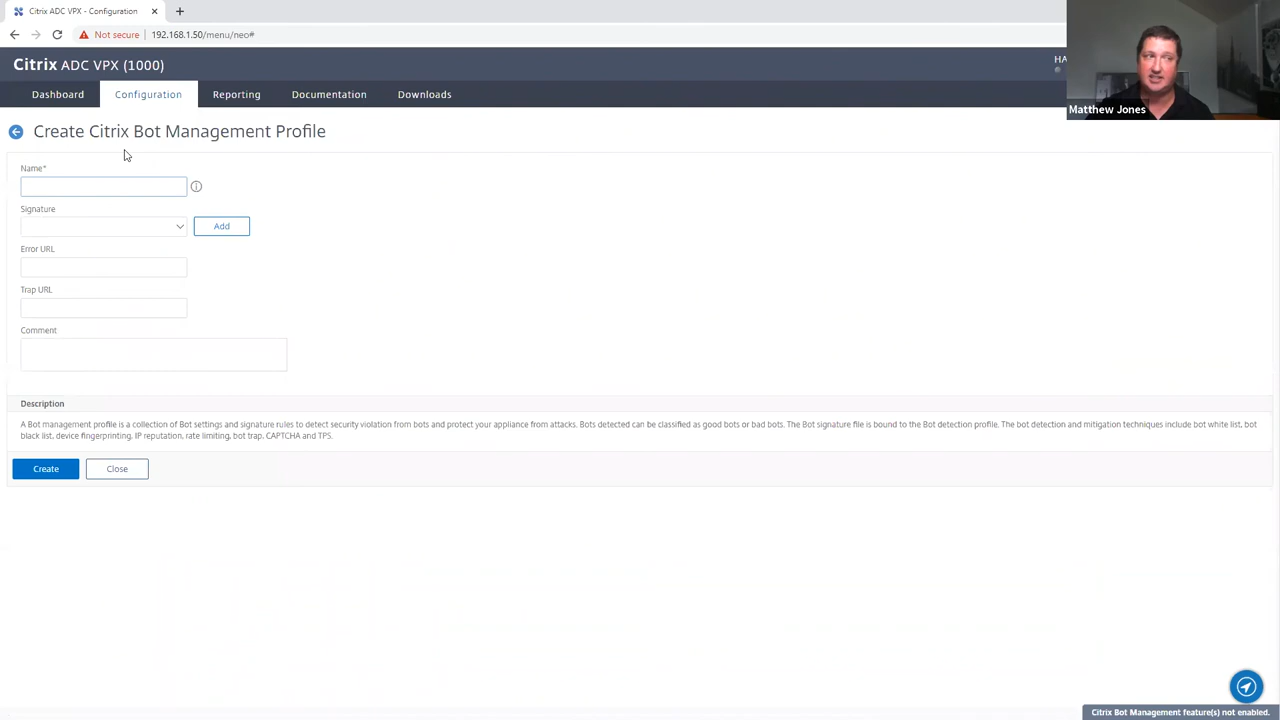 Citrix ADC VPX - Configuration
Not secure
192.168.1.50/menu/neo#
Citrix ADC VPX (1000)
HA
Matthew Jones
Dashboard
Configuration
Reporting
Documentation
Downloads
Create Citrix Bot Management Profile
Name*
Signature
Add
Error URL
Trap URL
Comment
Description
A Bot management profile is a collection of Bot settings and signature rules to detect security violation from bots and protect your appliance from attacks. Bots detected can be classified as good bots or bad bots. The Bot signature file is bound to the Bot detection profile. The bot detection and mitigation techniques include bot white list, bot
black list, device fingerprinting, IP reputation, rate limiting, bot trap, CAPTCHA and TPS.
Create
Close
Citrix Bot Management feature(s) not enabled.